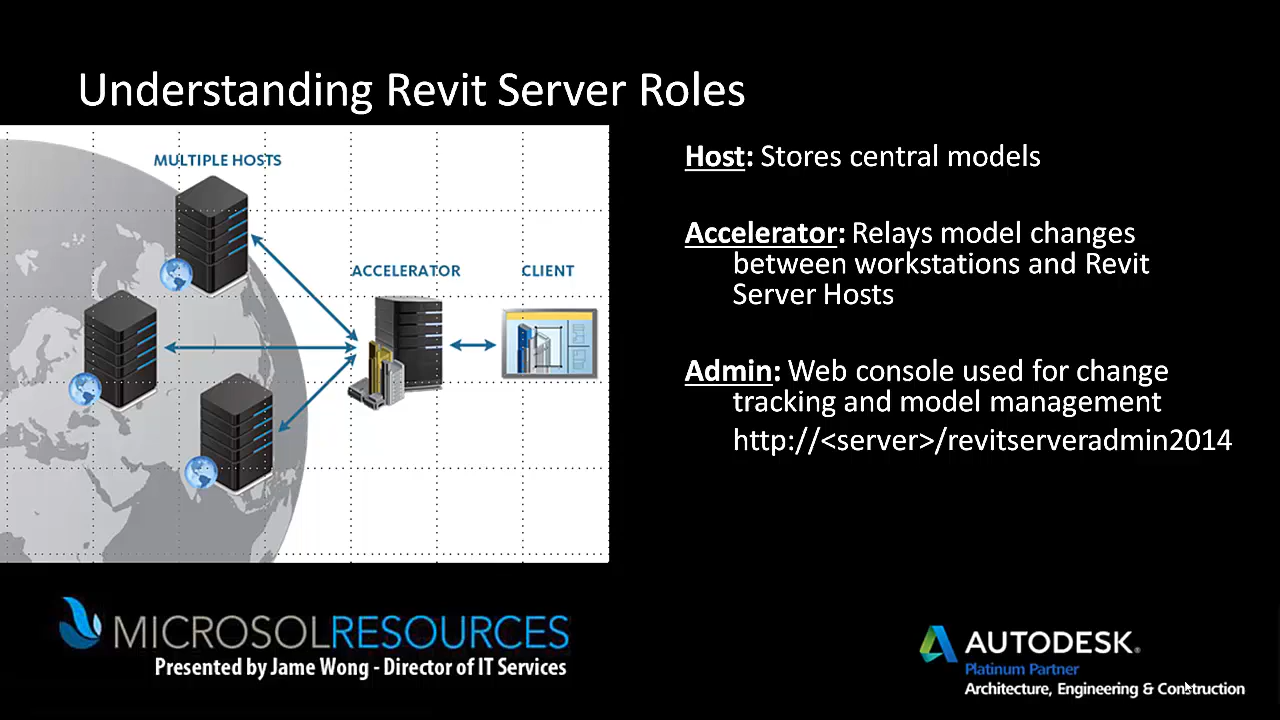 Understanding Revit Server Roles
MULTIPLE HOSTS
ACCELERATOR
CLIENT
Host: Stores central models
Accelerator: Relays model changes
between workstations and Revit
Server Hosts
Admin: Web console used for change
tracking and model management
http://<server>/revitserveradmin2014
MICROSOLRESOURCES
Presented by Jame Wong - Director of IT Services
AUTODESK®
Platinum Partner
Architecture, Engineering & Construction